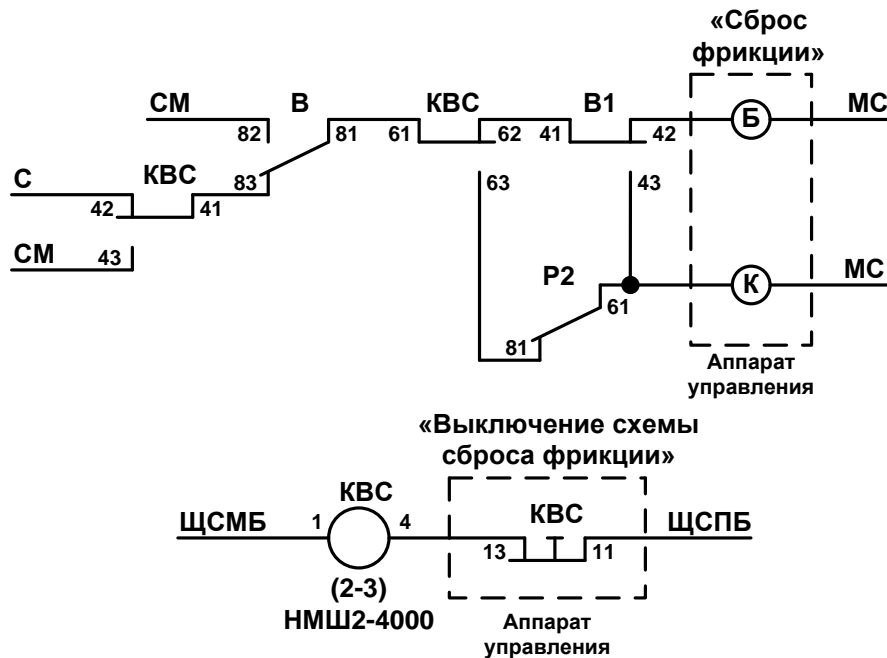 «Сброс
фрикции»
СМ В КВС В1 МС
82 81 61 62 41 42 Б
С КВС 83 63 43
42 41
СМ 43 Р2 МС
61 К
81
Аппарат
управления
«Выключение схемы
сброса фрикции»
КВС
ЩСМБ 1 4 КВС ЩСПБ
13 11
(2-3)
НМШ2-4000
Аппарат
управления